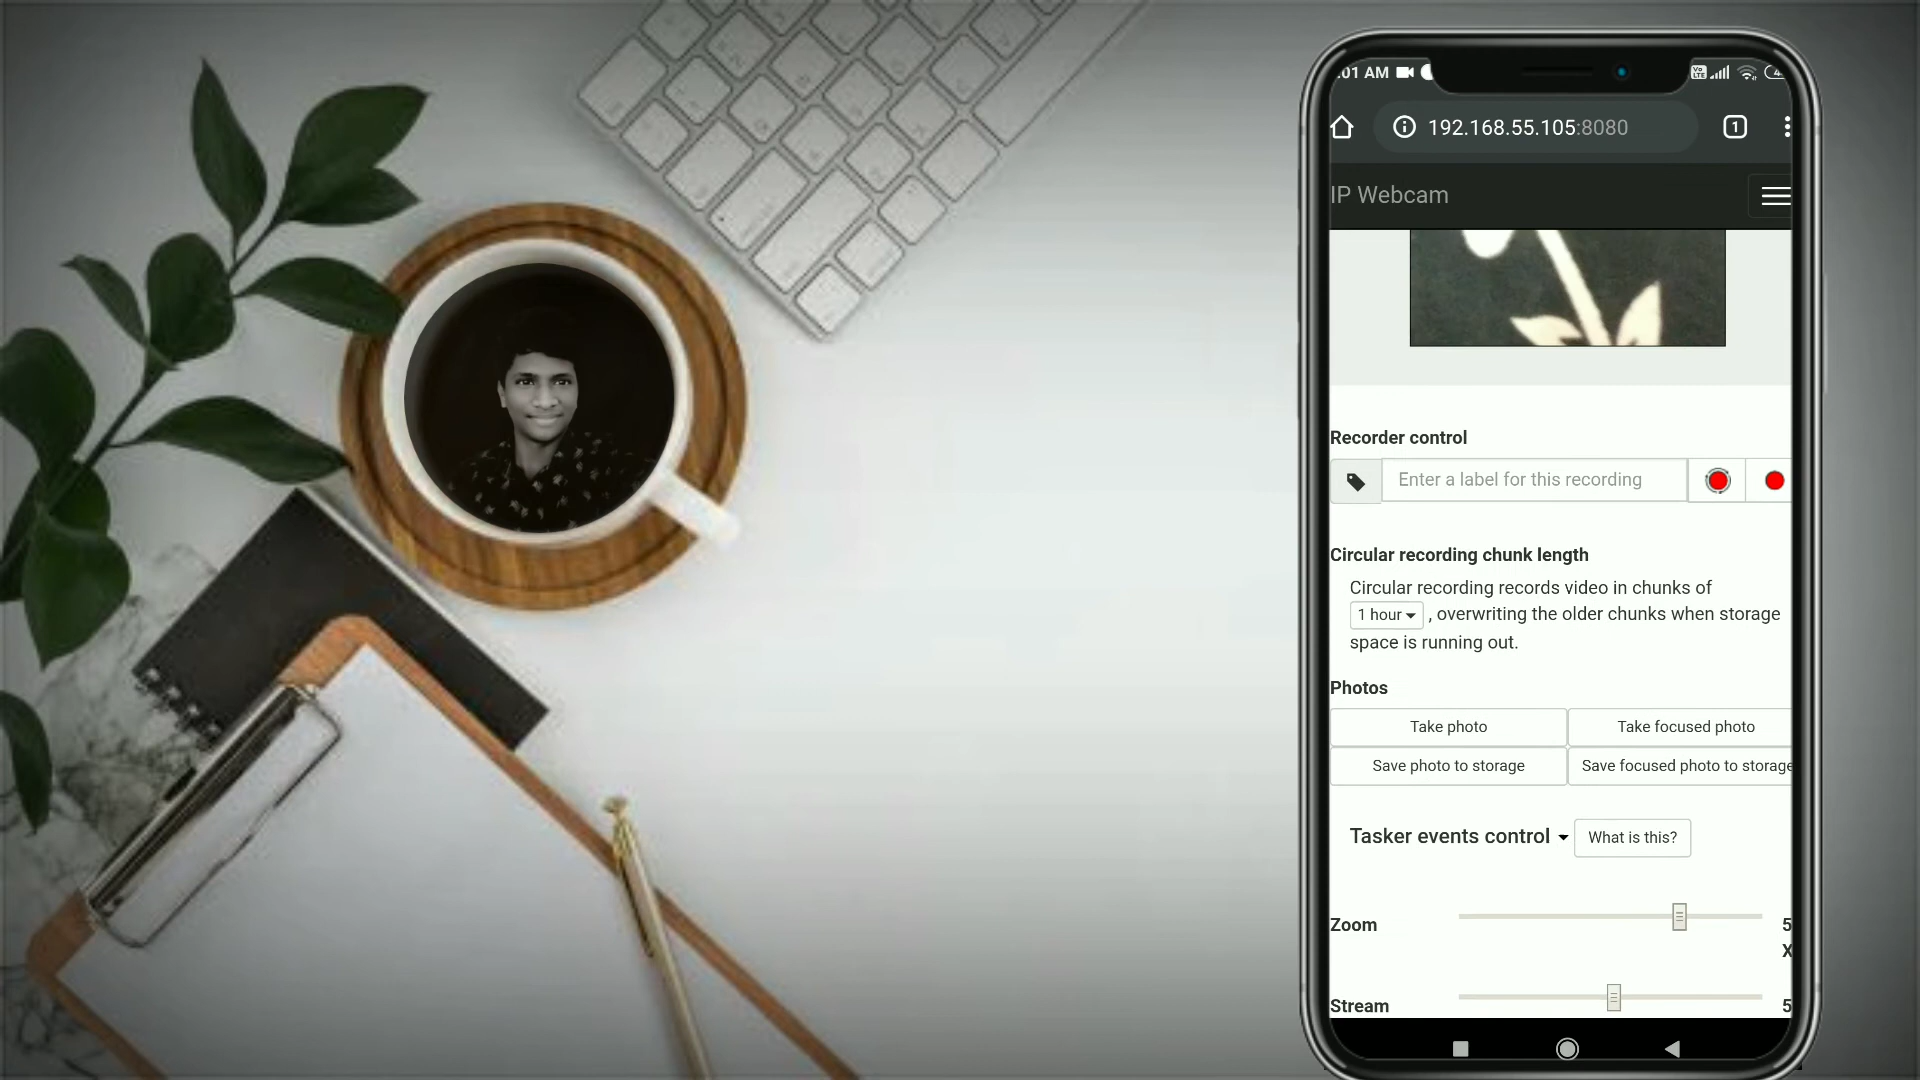 :01 AM
Vo LTE
192.168.55.105:8080
1
IP Webcam
Recorder control
Enter a label for this recording
Circular recording chunk length
Circular recording records video in chunks of
1 hour , overwriting the older chunks when storage
space is running out.
Photos
Take photo Take focused photo
Save photo to storage Save focused photo to storage
Tasker events control What is this?
Zoom 5
X
Stream 5